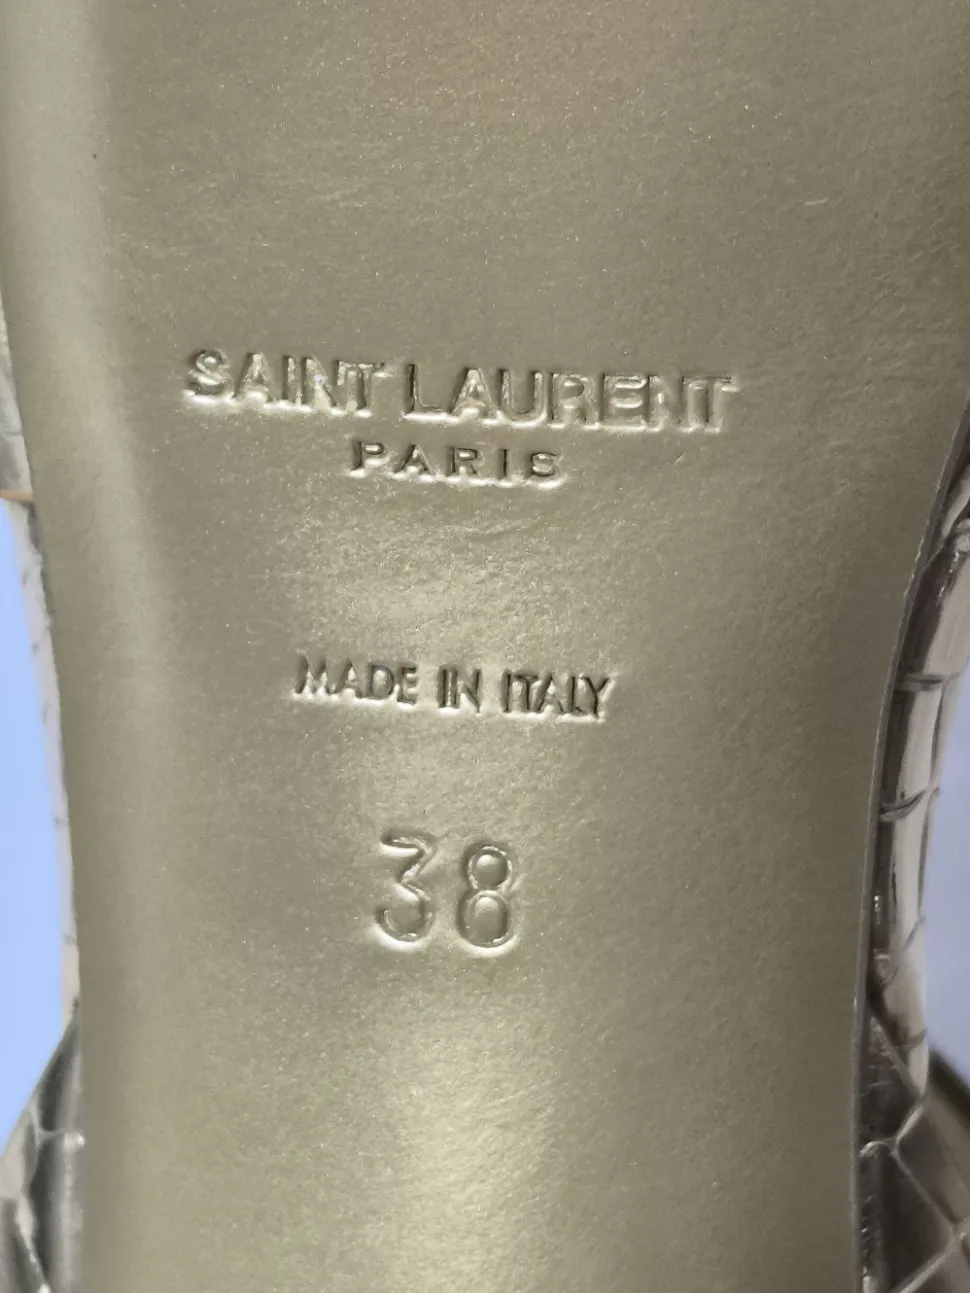 SAINT LAURENT
PARIS
MADE IN ITALY
38